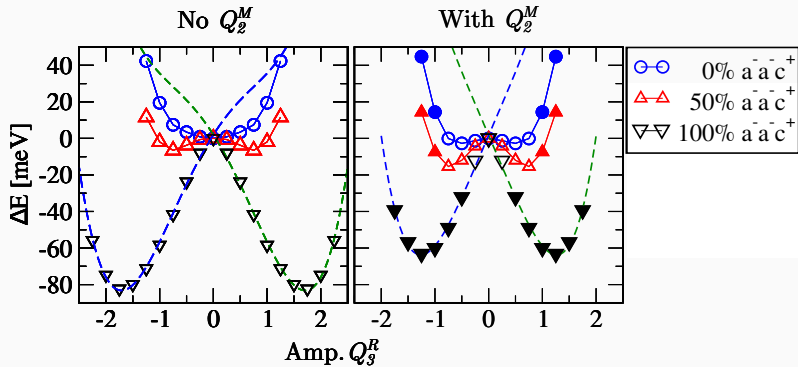 No Q₂ᴹ
With Q₂ᴹ
ΔE [meV]
40
20
0
-20
-40
-60
-80
-2 -1 0 1 2
-2 -1 0 1 2
Amp. Q₃ᴿ
0% a⁻a⁻c⁺
50% a⁻a⁻c⁺
100% a⁻a⁻c⁺